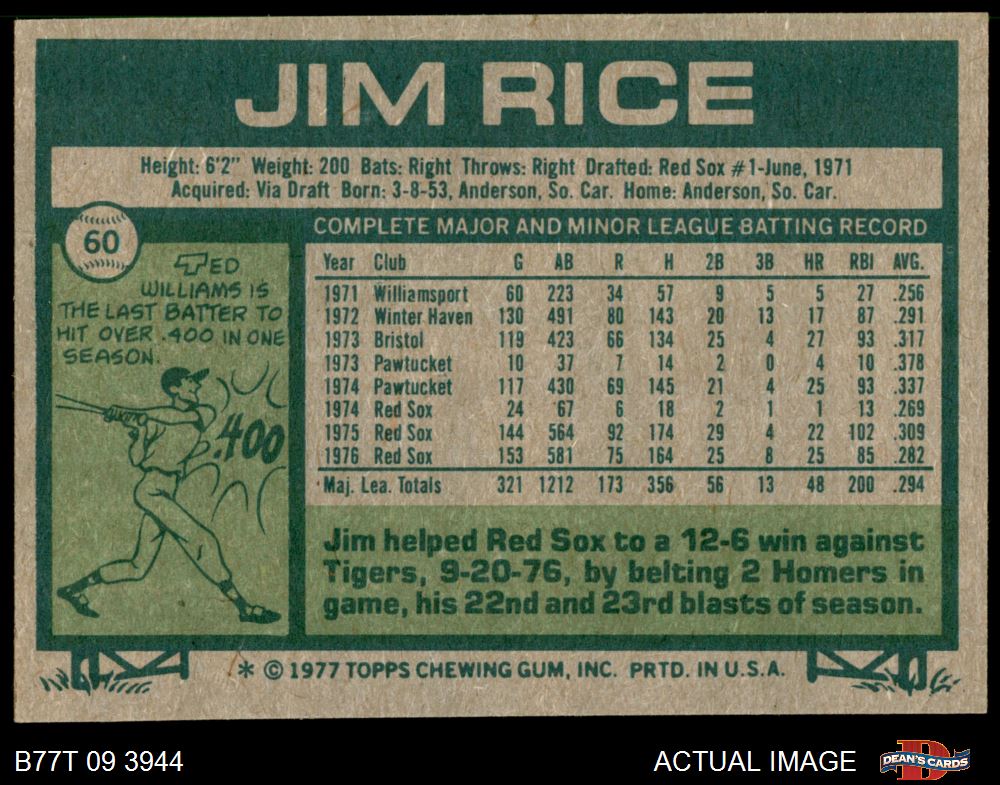 JIM RICE
Height: 6'2" Weight: 200 Bats: Right Throws: Right Drafted: Red Sox #1-June, 1971
Acquired: Via Draft Born: 3-8-53, Anderson, So. Car. Home: Anderson, So. Car.
60
TED
WILLIAMS IS
THE LAST BATTER TO
HIT OVER .400 IN ONE
SEASON.
.400
COMPLETE MAJOR AND MINOR LEAGUE BATTING RECORD
Year Club G AB R H 2B 3B HR RBI AVG.
1971 Williamsport 60 223 34 57 9 5 5 27 .256
1972 Winter Haven 130 491 80 143 20 13 17 87 .291
1973 Bristol 119 423 66 134 25 4 27 93 .317
1973 Pawtucket 10 37 7 14 2 0 4 10 .378
1974 Pawtucket 117 430 69 145 21 4 25 93 .337
1974 Red Sox 24 67 6 18 2 1 1 13 .269
1975 Red Sox 144 564 92 174 29 4 22 102 .309
1976 Red Sox 153 581 75 164 25 8 25 85 .282
Maj. Lea. Totals 321 1212 173 356 56 13 48 200 .294
Jim helped Red Sox to a 12-6 win against
Tigers, 9-20-76, by belting 2 Homers in
game, his 22nd and 23rd blasts of season.
* © 1977 TOPPS CHEWING GUM, INC. PRTD. IN U.S.A.
B77T 09 3944
ACTUAL IMAGE
D
DEAN'S CARDS